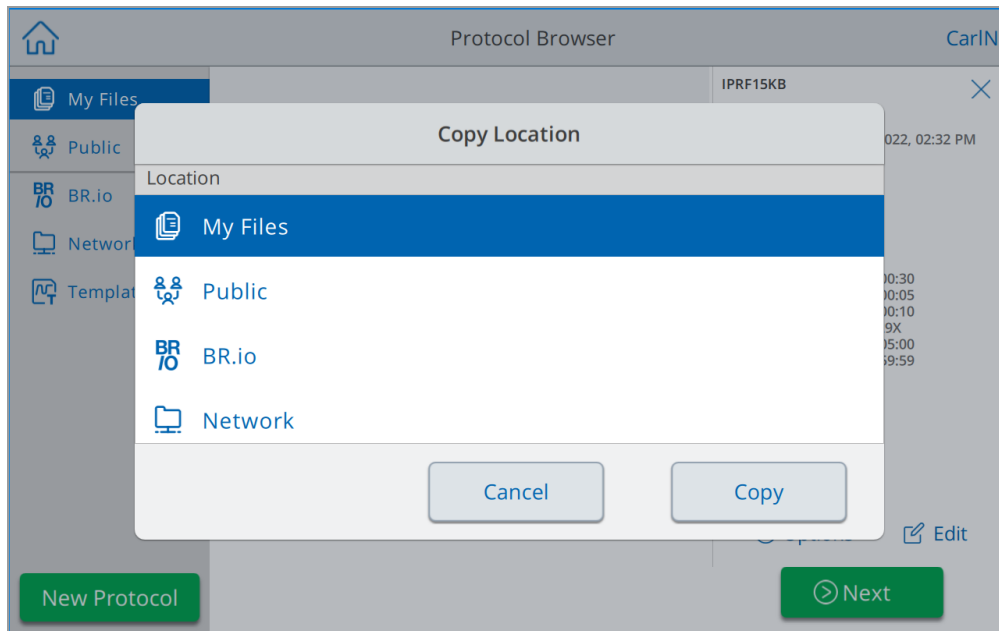 Protocol Browser
CarlN
My Files
Public
BR.io
Templat
IPRF15KB
022, 02:32 PM
00:30
00:05
00:10
9X
05:00
59:59
Copy Location
Location
My Files
Public
BR
IO
BR.io
Network
Cancel
Copy
Edit
New Protocol
Next